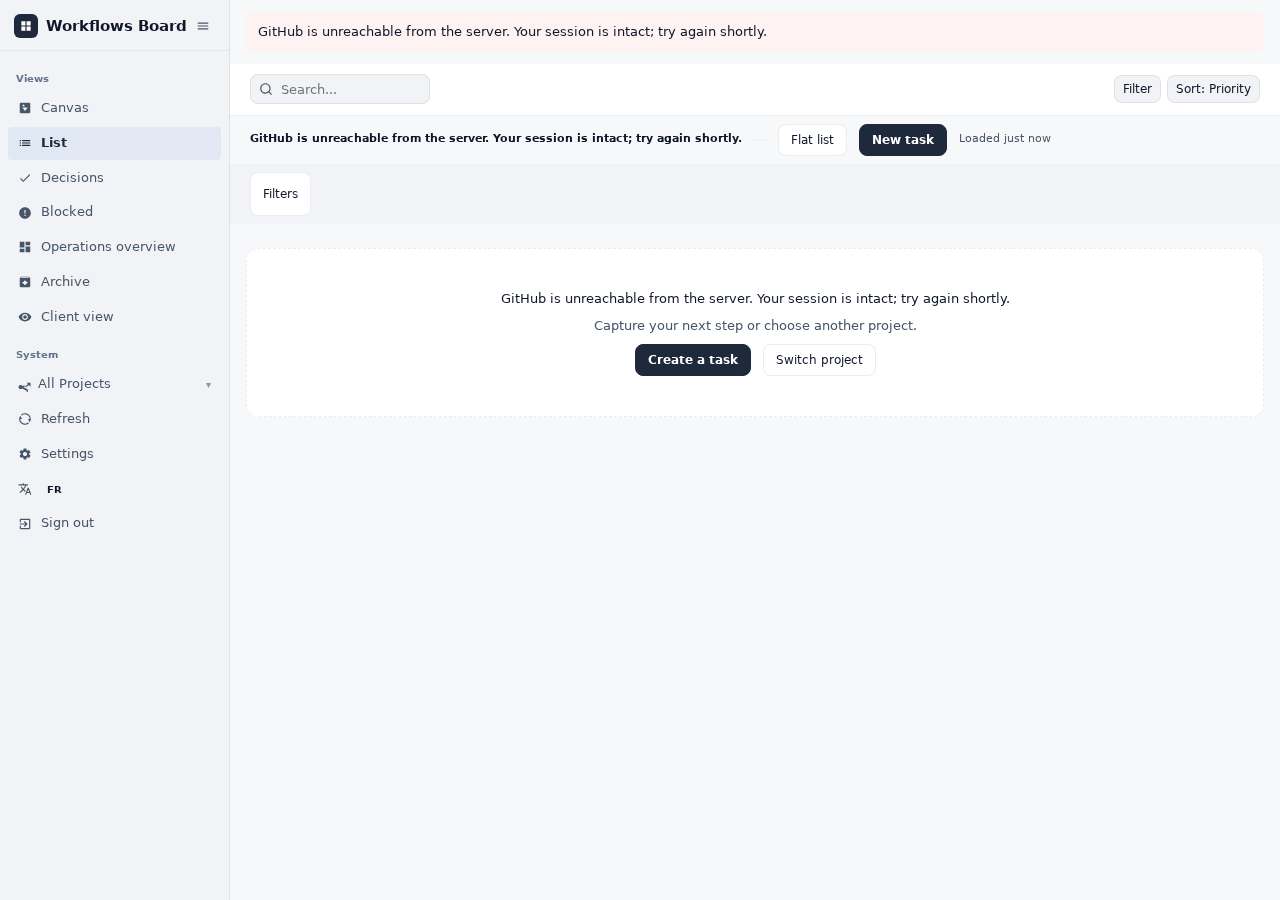 Workflows Board
Views
Canvas
List
Decisions
Blocked
Operations overview
Archive
Client view
System
All Projects
Refresh
Settings
FR
Sign out
GitHub is unreachable from the server. Your session is intact; try again shortly.
Search...
Filter
Sort: Priority
GitHub is unreachable from the server. Your session is intact; try again shortly.
Flat list
New task
Loaded just now
Filters
GitHub is unreachable from the server. Your session is intact; try again shortly.
Capture your next step or choose another project.
Create a task
Switch project